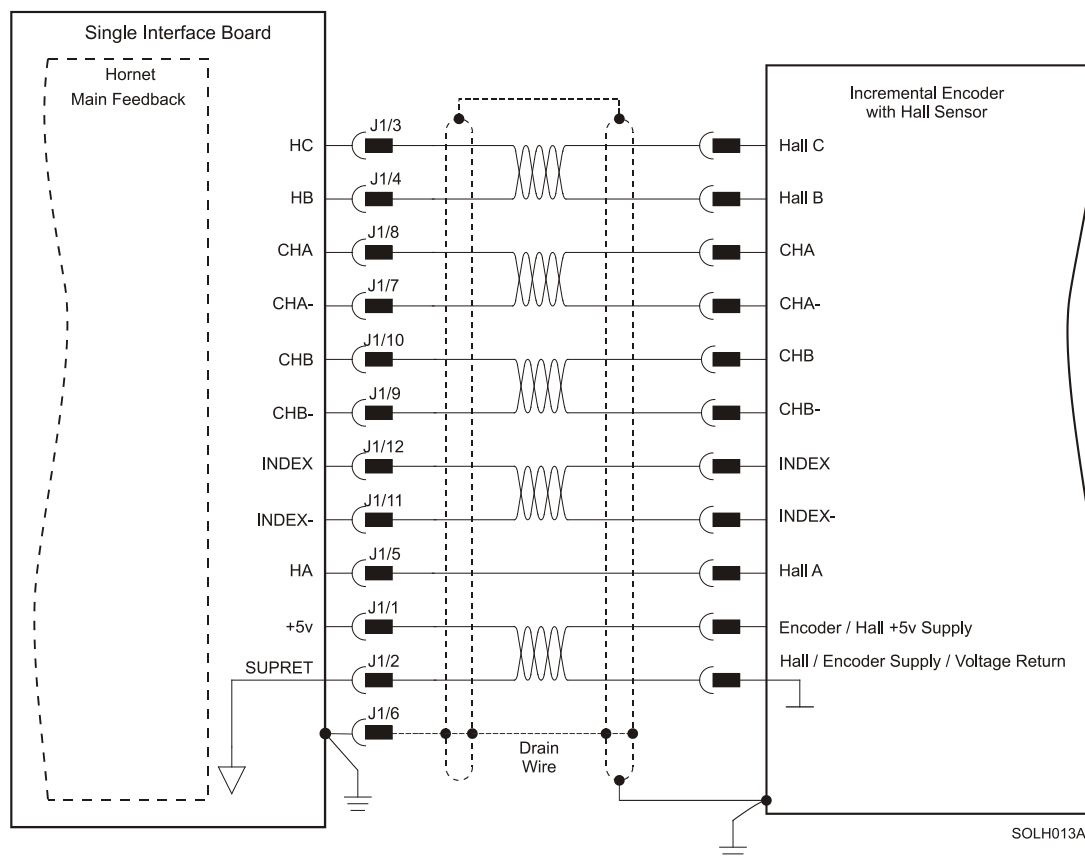 Single Interface Board
Hornet
Main Feedback
Incremental Encoder
with Hall Sensor
HC
J1/3
Hall C
HB
J1/4
Hall B
CHA
J1/8
CHA
CHA-
J1/7
CHA-
CHB
J1/10
CHB
CHB-
J1/9
CHB-
INDEX
J1/12
INDEX
INDEX-
J1/11
INDEX-
HA
J1/5
Hall A
+5v
J1/1
Encoder / Hall +5v Supply
SUPRET
J1/2
Hall / Encoder Supply / Voltage Return
J1/6
Drain
Wire
SOLH013A